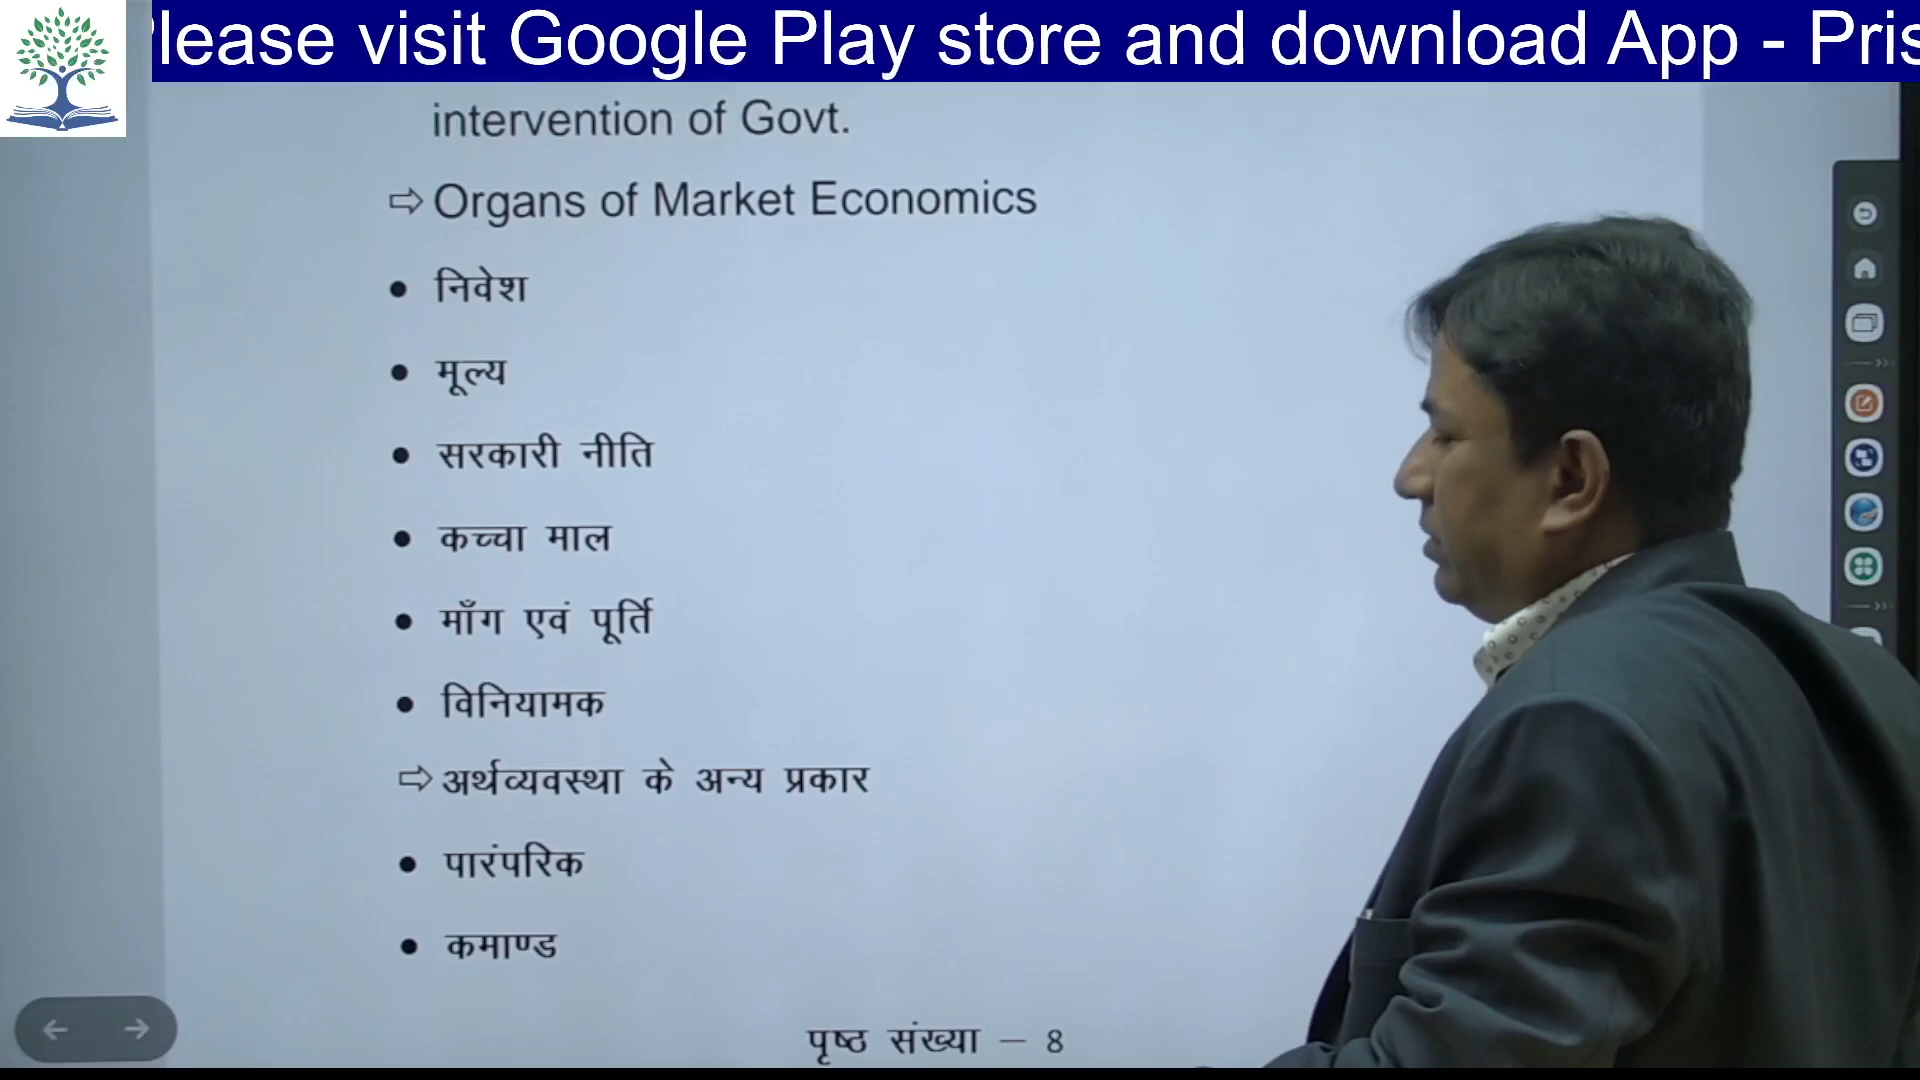 lease visit Google Play store and download App - Pris
intervention of Govt.
⇨ Organs of Market Economics
• निवेश
• मूल्य
• सरकारी नीति
• कच्चा माल
• माँग एवं पूर्ति
• विनियामक
⇨ अर्थव्यवस्था के अन्य प्रकार
• पारंपरिक
• कमाण्ड
पृष्ठ संख्या – 8